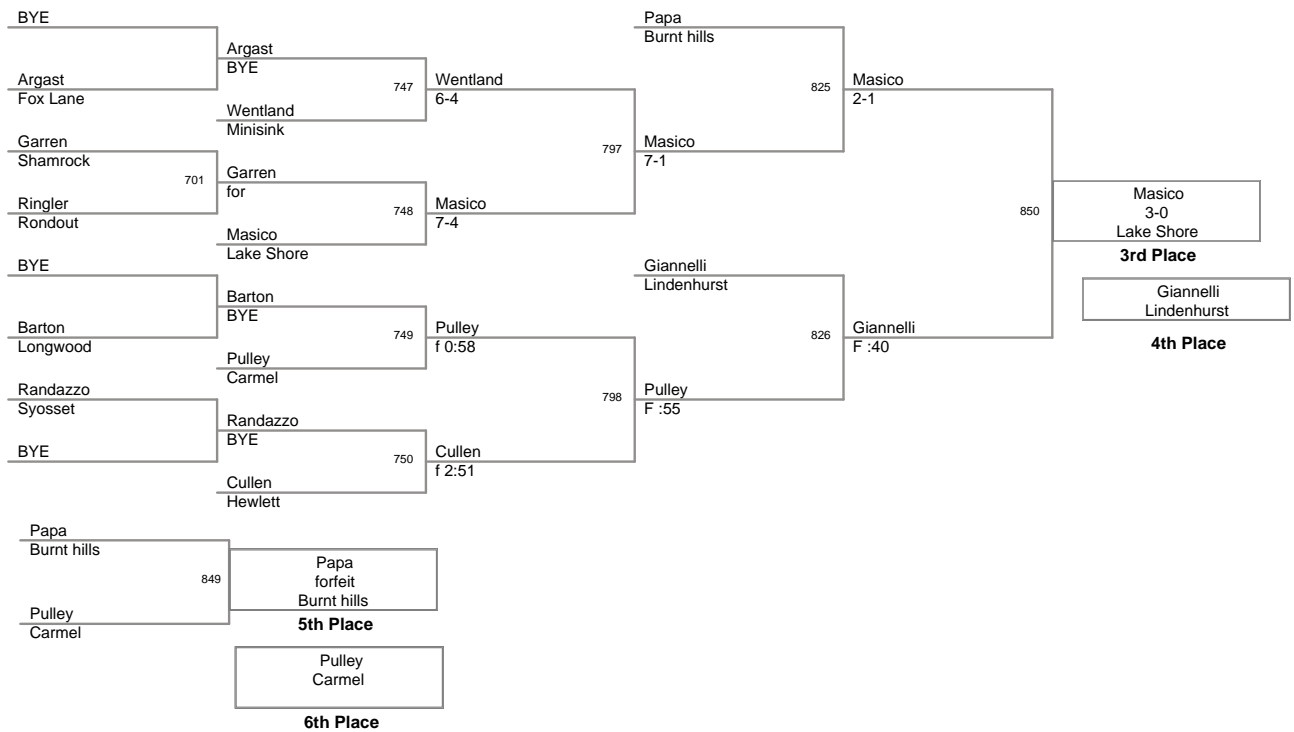 BYE
Argast
Fox Lane
Garren
Shamrock
Ringler
Rondout
BYE
Barton
Longwood
Randazzo
Syosset
BYE
Argast
BYE
Wentland
Minisink
701
Garren
for
Masico
Lake Shore
Barton
BYE
Pulley
Carmel
Randazzo
BYE
Cullen
Hewlett
747
Wentland
6-4
748
Masico
7-4
749
Pulley
f 0:58
750
Cullen
f 2:51
Papa
Burnt hills
797
Masico
7-1
Giannelli
Lindenhurst
798
Pulley
F :55
825
Masico
2-1
826
Giannelli
F :40
850
Masico
3-0
Lake Shore
3rd Place
Giannelli
Lindenhurst
4th Place
Papa
Burnt hills
849
Pulley
Carmel
Papa
forfeit
Burnt hills
5th Place
Pulley
Carmel
6th Place